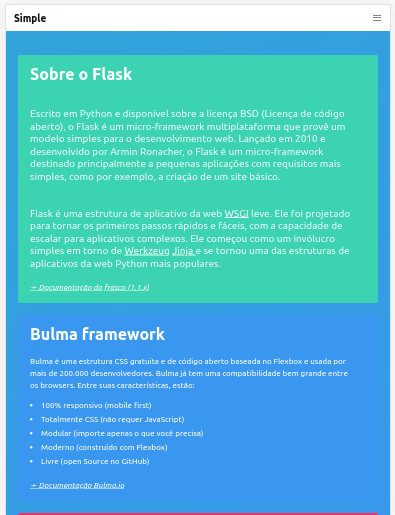 Simple
Sobre o Flask
Escrito em Python e disponível sobre a licença BSD (Licença de código
aberto), o Flask é um micro-framework multiplataforma que provê um
modelo simples para o desenvolvimento web. Lançado em 2010 e
desenvolvido por Armin Ronacher, o Flask é um micro-framework
destinado principalmente a pequenas aplicações com requisitos mais
simples, como por exemplo, a criação de um site básico.
Flask é uma estrutura de aplicativo da web WSGI leve. Ele foi projetado
para tornar os primeiros passos rápidos e fáceis, com a capacidade de
escalar para aplicativos complexos. Ele começou como um invólucro
simples em torno de Werkzeug Jinja e se tornou uma das estruturas de
aplicativos da web Python mais populares.
➛ Documentação do frasco (1.1.x)
Bulma framework
Bulma é uma estrutura CSS gratuita e de código aberto baseada no Flexbox e usada por
mais de 200.000 desenvolvedores. Bulma já tem uma compatibilidade bem grande entre
os browsers. Entre suas características, estão:
• 100% responsivo (mobile first)
• Totalmente CSS (não requer JavaScript)
• Modular (importe apenas o que você precisa)
• Moderno (construído com Flexbox)
• Livre (open Source no GitHub)
➛ Documentação Bulma.io